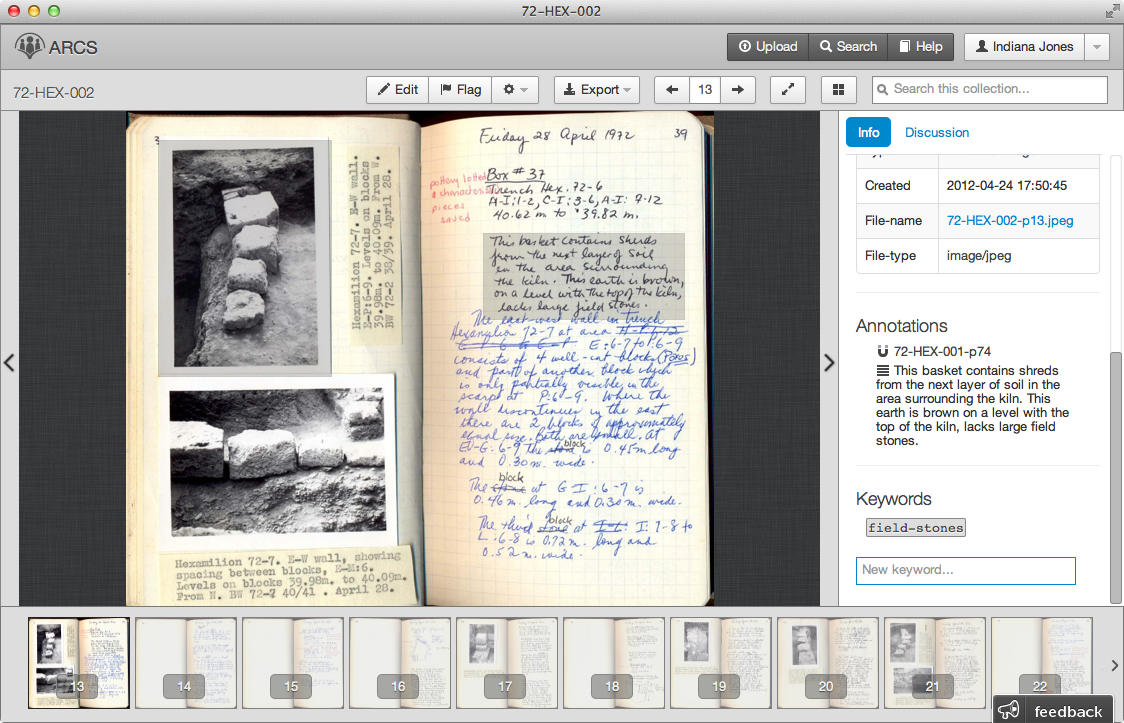 72-HEX-002
ARCS
Upload
Search
Help
Indiana Jones
72-HEX-002
Edit
Flag
Export
13
Search this collection...
Hexamilion 72-7. E-W wall.
E-P:6-9. Levels on blocks
39.98m. to 40.09m. From W.
BW 72-2 38/39. April 28.
Hexamilion 72-7. E-W wall, showing
spacing between blocks, E-M:6.
Levels on blocks 39.98m. to 40.09m.
From N. BW 72-2 40/41 . April 28.
Friday 28 April 1972
39
pottery lotted
& characteristic
pieces
saved
Box # 37
Trench Hex. 72-6
A-I:1-2, C-I:3-6, A-I: 7-12
40.62 m to 39.82 m.
This basket contains sherds
from the next layer of soil
in the area surrounding
the kiln. This earth is brown,
on a level with the top of the kiln,
lacks large field stones.
The east-west wall in trench
Hexamilion 72-7 at area
E:6-7 to P:6-9
consists of 4 well-cut blocks (Poros)
and part of another block which
is only partially visible in the
scarp at P:6-9. Where the
wall discontinues in the east
there are 2 blocks of approximately
equal size. Both are small. At
E-G:6-9 the block is 0.45m long
and 0.30m. wide.
The block at G-I:6-7 is
0.46m. long and 0.30m. wide.
The third block at I:7-8 to
L:6-8 is 0.72m. long and
0.52m. wide.
Info
Discussion
Created
2012-04-24 17:50:45
File-name
72-HEX-002-p13.jpeg
File-type
image/jpeg
Annotations
72-HEX-001-p74
This basket contains shreds
from the next layer of soil in the
area surrounding the kiln. This
earth is brown on a level with the
top of the kiln, lacks large field
stones.
Keywords
field-stones
New keyword...
13
14
15
16
17
18
19
20
21
22
feedback